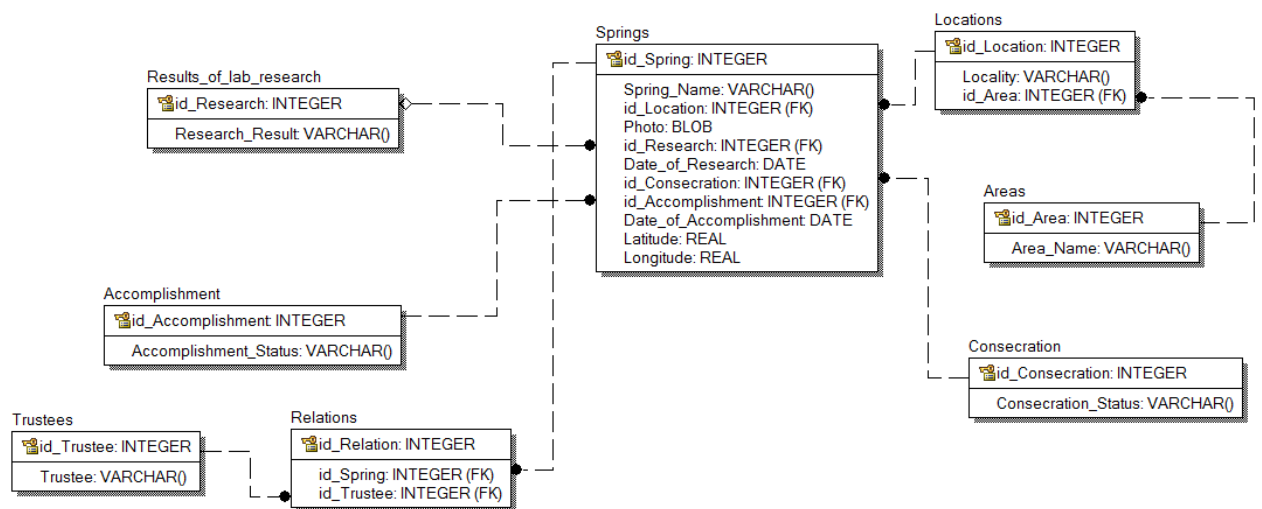 Springs
id_Spring: INTEGER
Spring_Name: VARCHAR()
id_Location: INTEGER (FK)
Photo: BLOB
id_Research: INTEGER (FK)
Date_of_Research: DATE
id_Consecration: INTEGER (FK)
id_Accomplishment: INTEGER (FK)
Date_of_Accomplishment: DATE
Latitude: REAL
Longitude: REAL
Locations
id_Location: INTEGER
Locality: VARCHAR()
id_Area: INTEGER (FK)
Results_of_lab_research
id_Research: INTEGER
Research_Result: VARCHAR()
Areas
id_Area: INTEGER
Area_Name: VARCHAR()
Accomplishment
id_Accomplishment: INTEGER
Accomplishment_Status: VARCHAR()
Consecration
id_Consecration: INTEGER
Consecration_Status: VARCHAR()
Trustees
id_Trustee: INTEGER
Trustee: VARCHAR()
Relations
id_Relation: INTEGER
id_Spring: INTEGER (FK)
id_Trustee: INTEGER (FK)